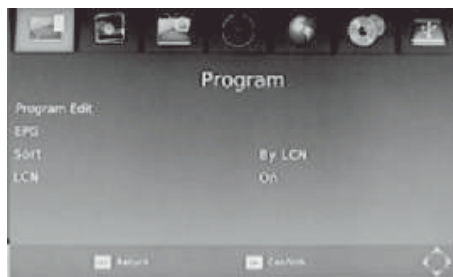 Program
Program Edit
EPG
Sort By LCN
LCN On
Return Confirm